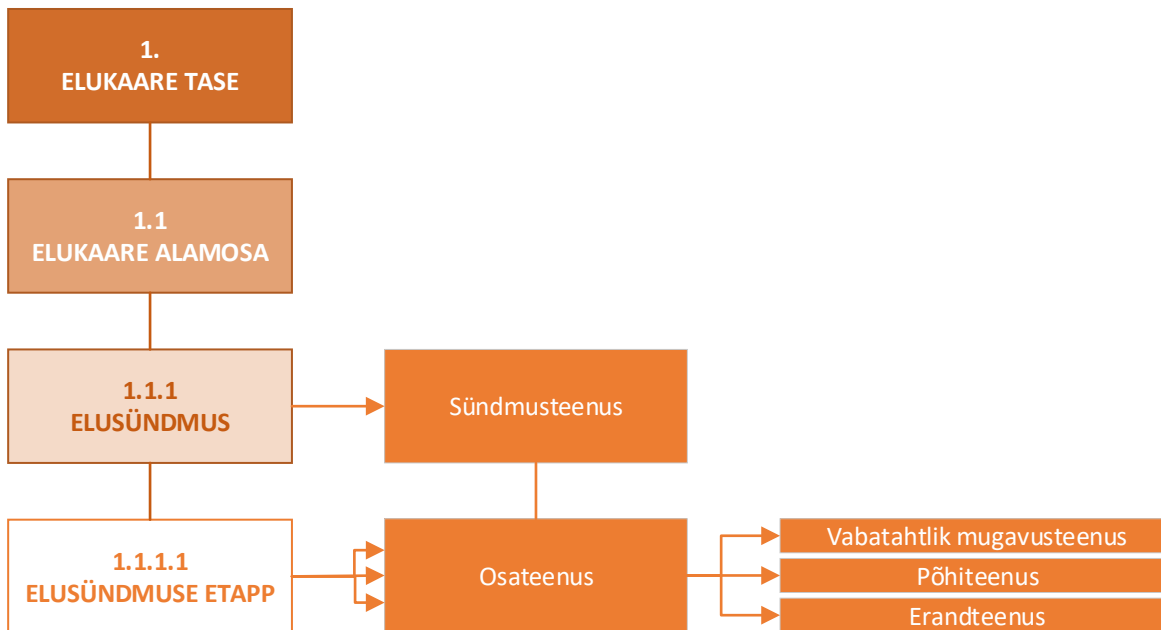 1.
ELUKAARE TASE
1.1
ELUKAARE ALAMOSA
1.1.1
ELUSÜNDMUS
Sündmusteenus
1.1.1.1
ELUSÜNDMUSE ETAPP
Osateenus
Vabatahtlik mugavusteenus
Põhiteenus
Erandteenus